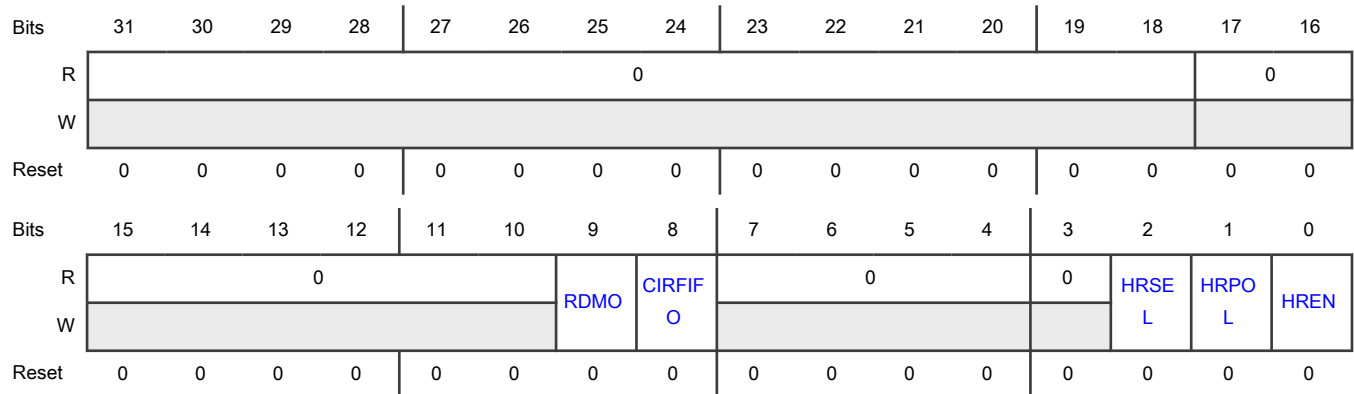 Bits 31 30 29 28 27 26 25 24 23 22 21 20 19 18 17 16
R 0 0
W
Reset 0 0 0 0 0 0 0 0 0 0 0 0 0 0 0 0
Bits 15 14 13 12 11 10 9 8 7 6 5 4 3 2 1 0
R 0 RDMO CIRFIF 0 0 HRSE HRPO HREN
W O L L
Reset 0 0 0 0 0 0 0 0 0 0 0 0 0 0 0 0